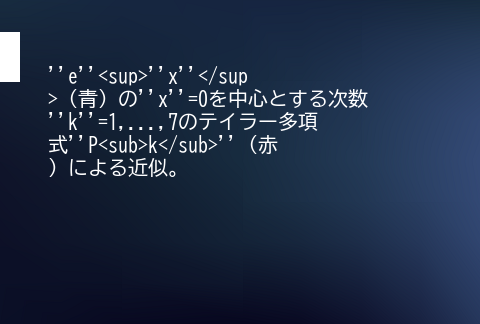 ’’e’’<sup>’’x’’</sup
>（青）の’’x’’=0を中心とする次数
’’k’’=1,...,7のテイラー多項
式’’P<sub>k</sub>’’（赤
）による近似。